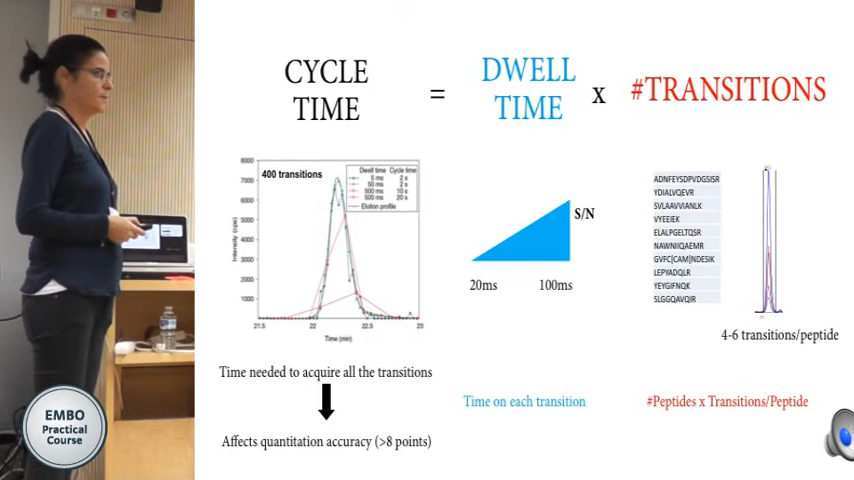 CYCLE
TIME
=
DWELL
TIME
x
#TRANSITIONS
400 transitions
Dwell time Cycle time
5 ms 2 s
50 ms 2 s
500 ms 10 s
500 ms 20 s
Elution profile
Intensity (cps)
8000
7000
6000
5000
4000
3000
2000
1000
21.5 22 22.5 23
Time (min)
S/N
20ms 100ms
ADNFEYSDPVDGSISR
YDIALVQEVR
SVLAAVVIANLK
VYEEIEK
ELALPGELTQSR
NAWNIIQAEMR
GVFC[CAM]NDESIK
LEPYADQLR
YEYGIFNQK
SLGGQAVQIR
4-6 transitions/peptide
Time needed to acquire all the transitions
Affects quantitation accuracy (>8 points)
Time on each transition
#Peptides x Transitions/Peptide
EMBO
Practical
Course